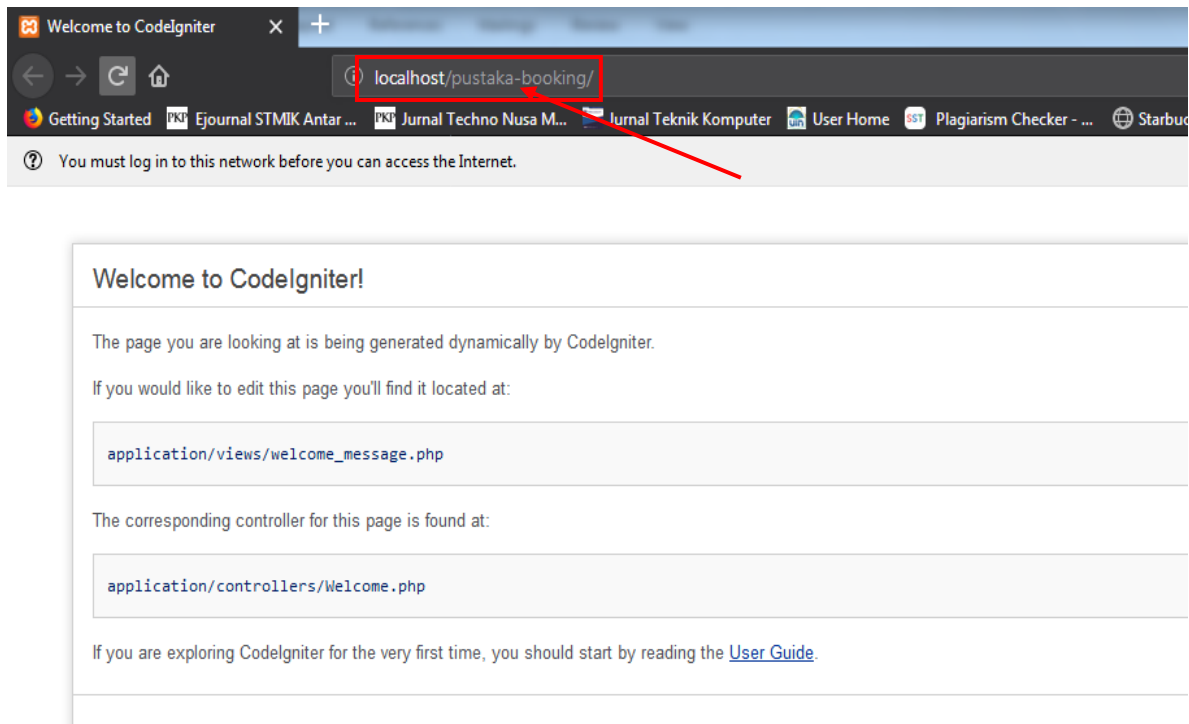 Welcome to CodeIgniter
localhost/pustaka-booking/
Getting Started PKP Ejournal STMIK Antar ... PKP Jurnal Techno Nusa M... Jurnal Teknik Komputer uin User Home SST Plagiarism Checker - ... Starbuc
You must log in to this network before you can access the Internet.
Welcome to CodeIgniter!
The page you are looking at is being generated dynamically by CodeIgniter.
If you would like to edit this page you'll find it located at:
application/views/welcome_message.php
The corresponding controller for this page is found at:
application/controllers/Welcome.php
If you are exploring CodeIgniter for the very first time, you should start by reading the User Guide.